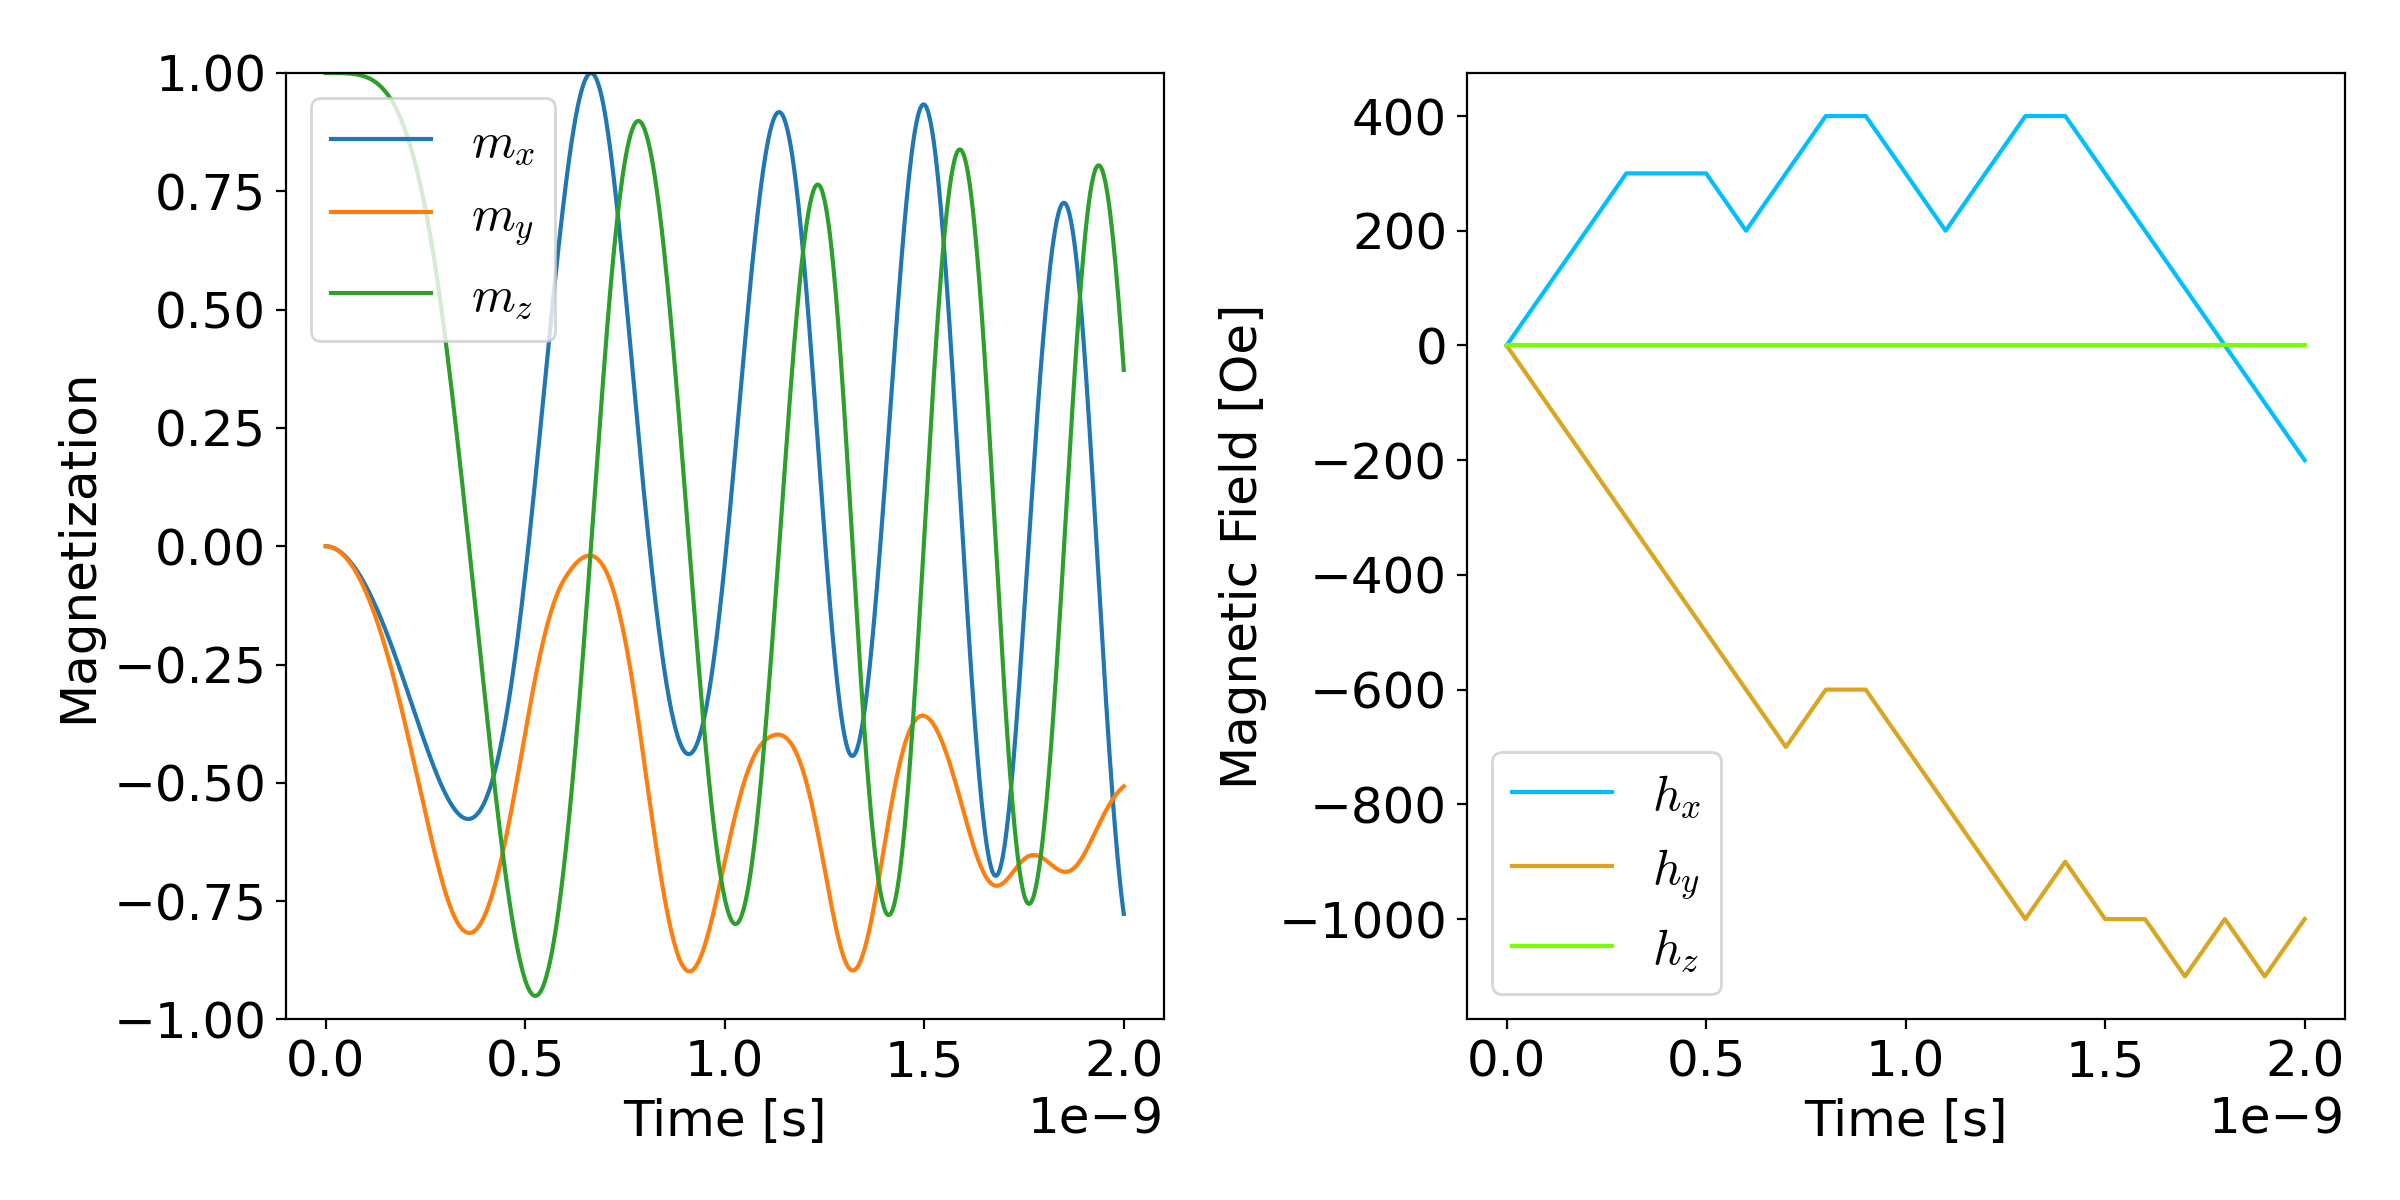 1.00
0.75
0.50
0.25
0.00
−0.25
−0.50
−0.75
−1.00
Magnetization
m_x
m_y
m_z
0.0 0.5 1.0 1.5 2.0
Time [s]
1e−9
400
200
0
−200
−400
−600
−800
−1000
Magnetic Field [Oe]
h_x
h_y
h_z
0.0 0.5 1.0 1.5 2.0
Time [s]
1e−9